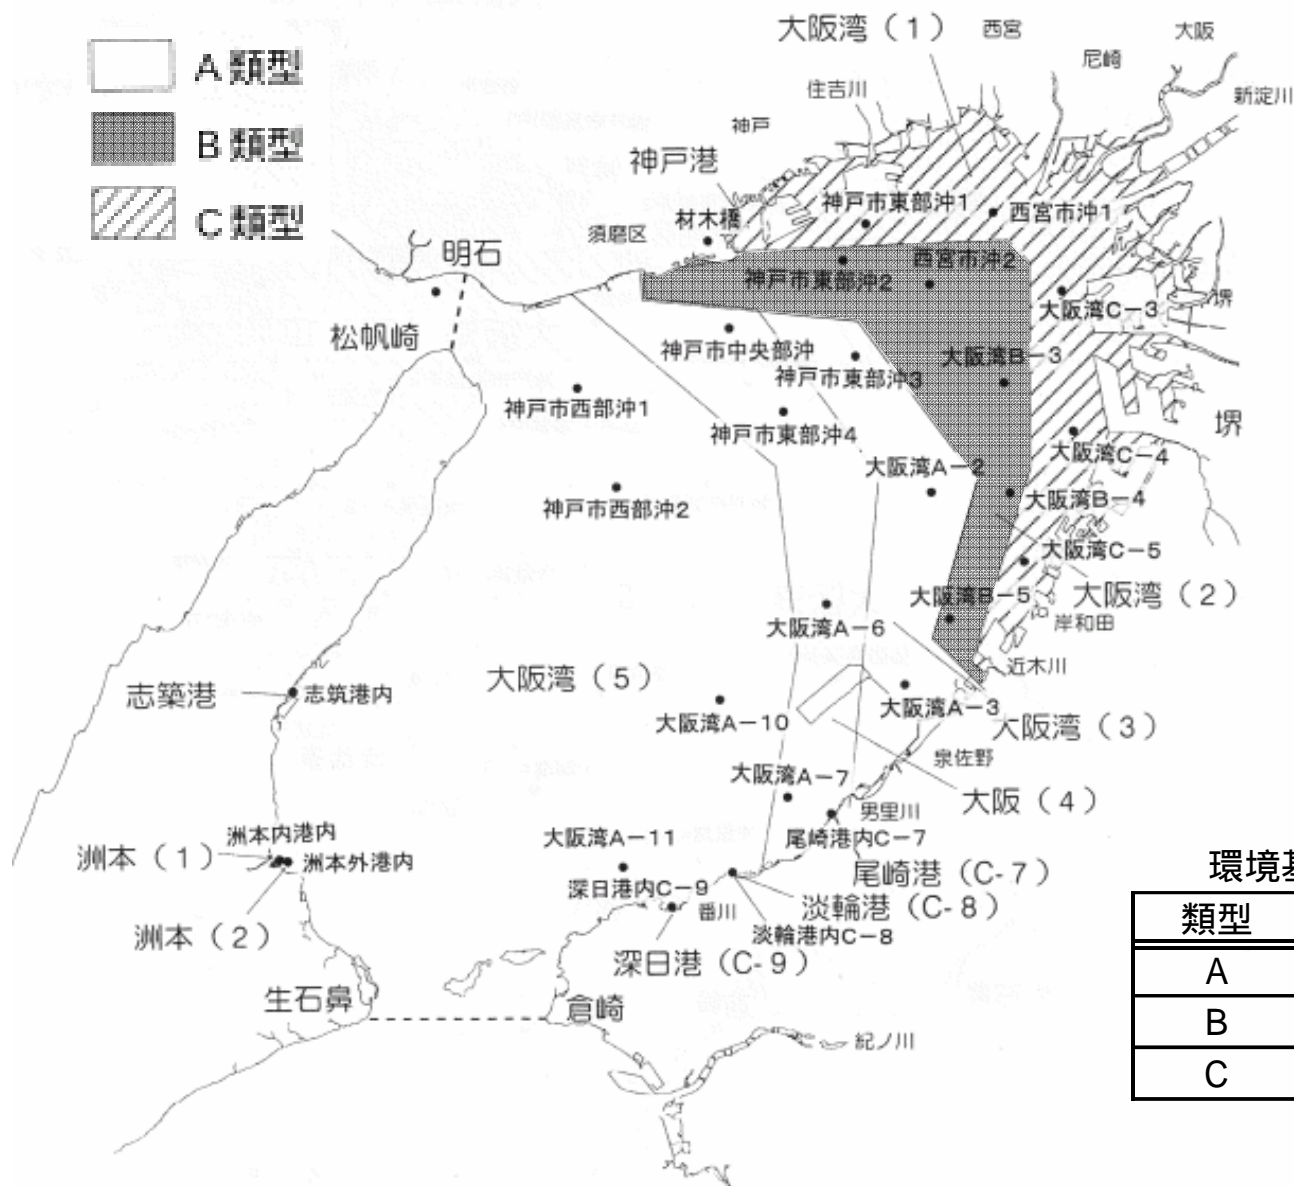 大阪湾（1）
西宮
大阪
尼崎
新淀川
住吉川
神戸
神戸港
A類型
B類型
C類型
神戸市東部沖1
西宮市沖1
材木橋
須磨区
明石
西宮市沖2
神戸市東部沖2
大阪湾C－3
堺
松帆崎
神戸市中央部沖
大阪湾B－3
神戸市東部沖3
神戸市西部沖1
神戸市東部沖4
堺
大阪湾C－4
大阪湾A－2
大阪湾B－4
神戸市西部沖2
大阪湾C－5
大阪湾B－5
大阪湾（2）
大阪湾A－6
岸和田
近木川
大阪湾（5）
志築港
志筑港内
大阪湾A－10
大阪湾A－3
大阪湾（3）
泉佐野
大阪湾A－7
大阪（4）
男里川
洲本内港内
大阪湾A－11
尾崎港内C－7
洲本（1）
洲本外港内
尾崎港（C-7）
深日港内C－9
番川
淡輪港（C-8）
洲本（2）
淡輪港内C－8
深日港（C-9）
生石鼻
倉崎
紀ノ川
環境基
類型
A
B
C